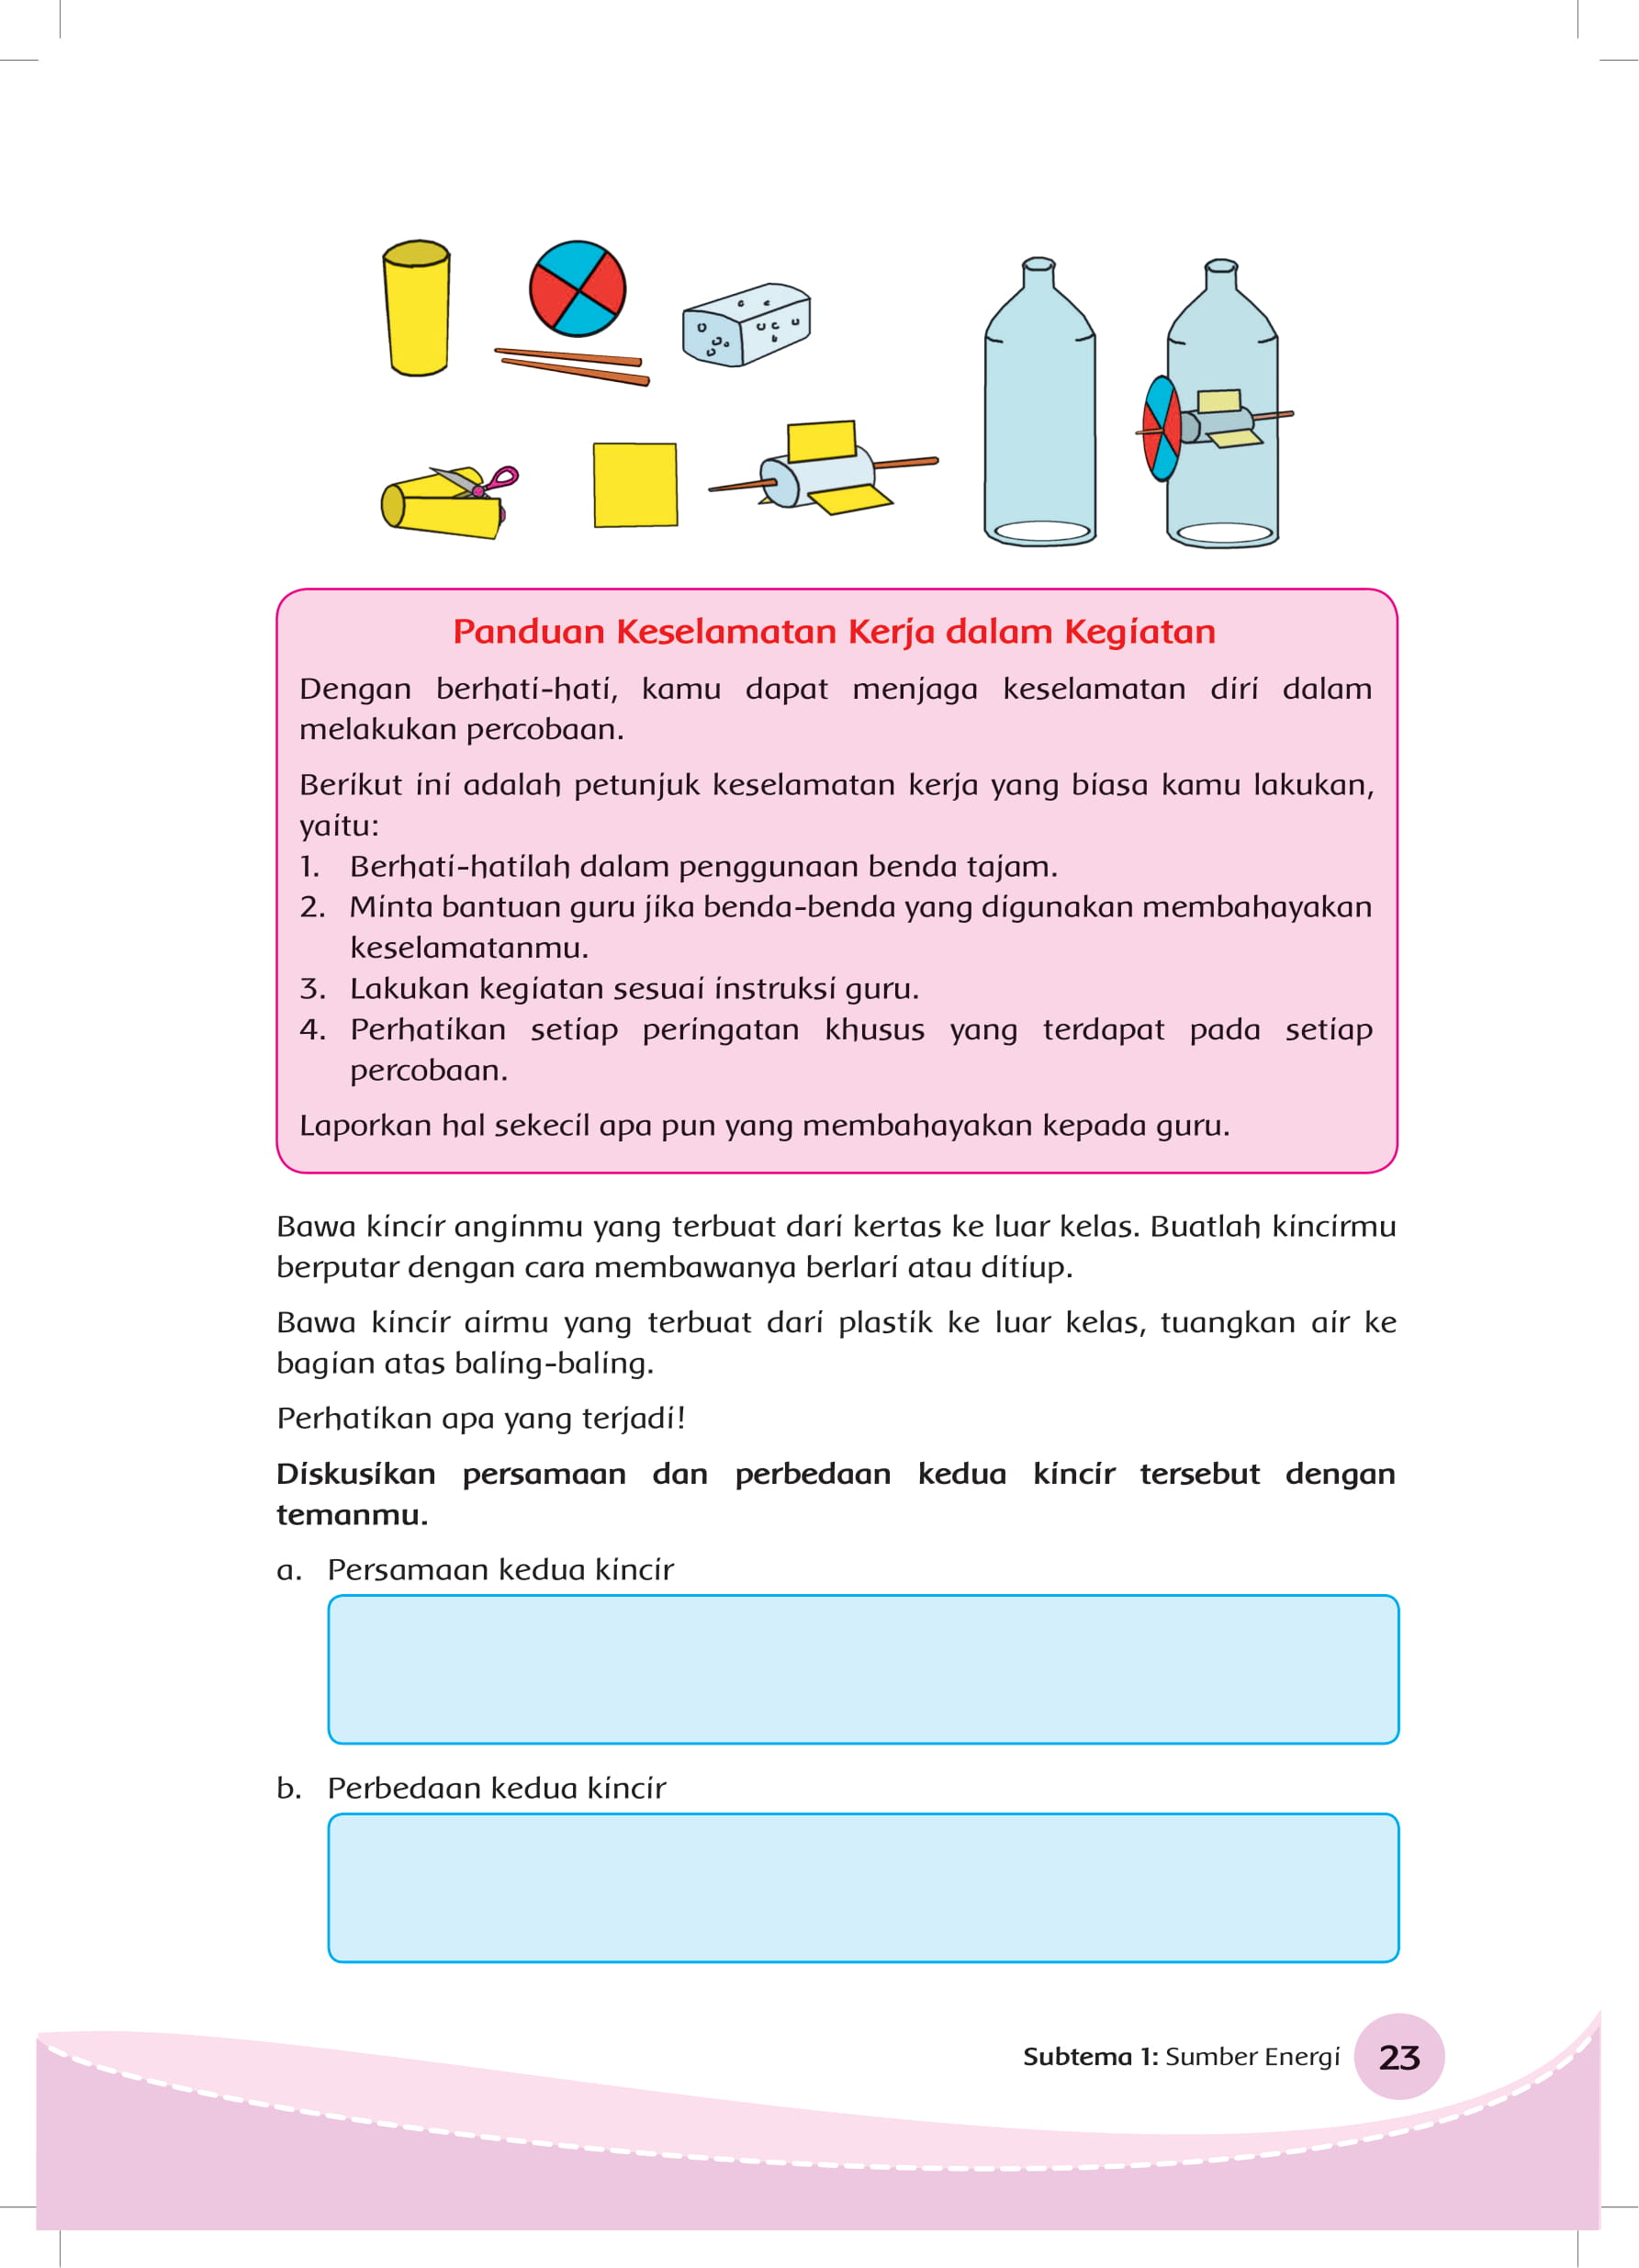 Panduan Keselamatan Kerja dalam Kegiatan
Dengan berhati-hati, kamu dapat menjaga keselamatan diri dalam
melakukan percobaan.
Berikut ini adalah petunjuk keselamatan kerja yang biasa kamu lakukan,
yaitu:
1. Berhati-hatilah dalam penggunaan benda tajam.
2. Minta bantuan guru jika benda-benda yang digunakan membahayakan
keselamatanmu.
3. Lakukan kegiatan sesuai instruksi guru.
4. Perhatikan setiap peringatan khusus yang terdapat pada setiap
percobaan.
Laporkan hal sekecil apa pun yang membahayakan kepada guru.
Bawa kincir anginmu yang terbuat dari kertas ke luar kelas. Buatlah kincirmu
berputar dengan cara membawanya berlari atau ditiup.
Bawa kincir airmu yang terbuat dari plastik ke luar kelas, tuangkan air ke
bagian atas baling-baling.
Perhatikan apa yang terjadi!
Diskusikan persamaan dan perbedaan kedua kincir tersebut dengan
temanmu.
a. Persamaan kedua kincir
b. Perbedaan kedua kincir
Subtema 1: Sumber Energi 23